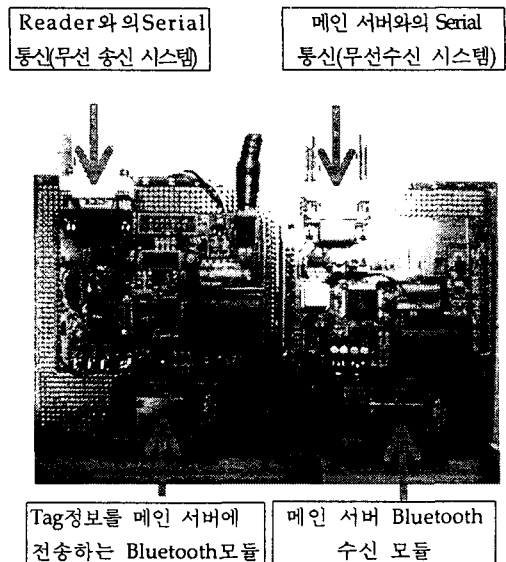 Reader와의Serial
통신(무선 송신 시스템)
메인 서버와의 Serial
통신(무선수신 시스템)
Tag정보를 메인 서버에
전송하는 Bluetooth모듈
메인 서버 Bluetooth
수신 모듈